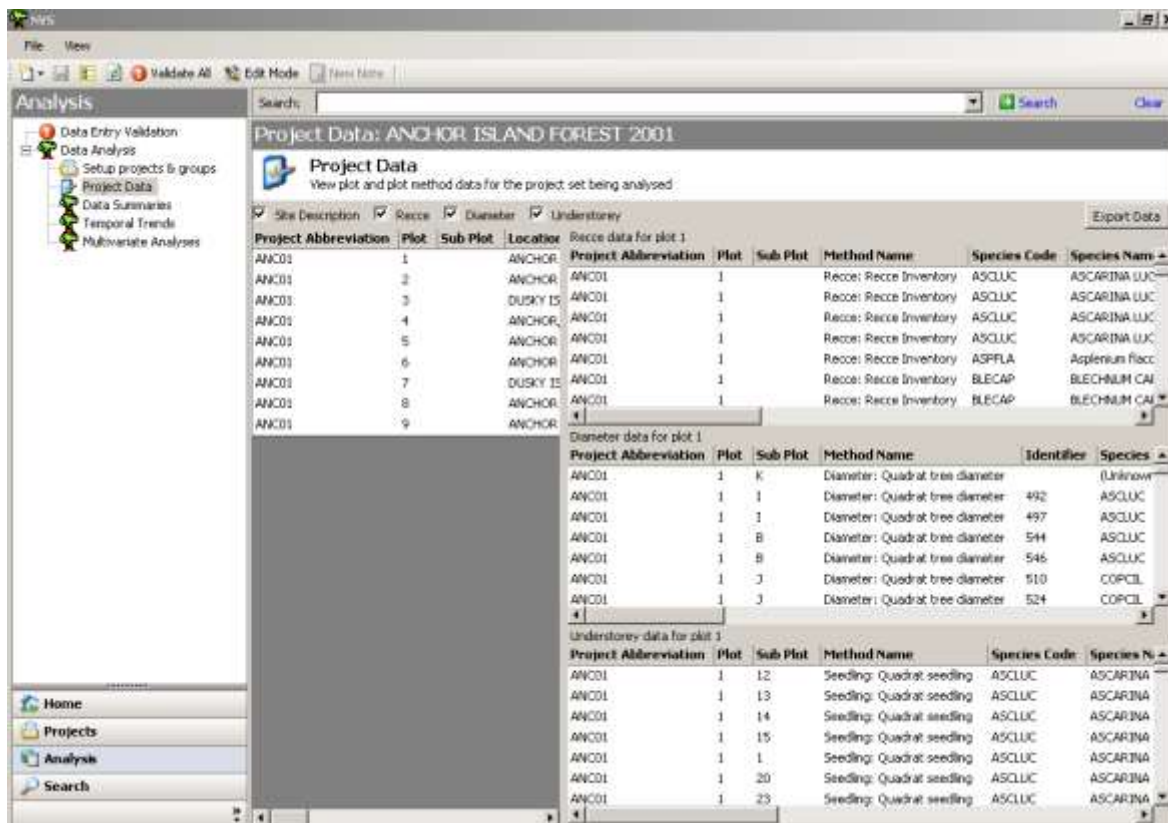 NVS
File View
Validate All Edit Mode New Note
Analysis
Search: Search Clear
Data Entry Validation
Data Analysis
Setup projects & groups
Project Data
Data Summaries
Temporal Trends
Multivariate Analyses
Project Data: ANCHOR ISLAND FOREST 2001
Project Data
View plot and plot method data for the project set being analysed
Site Description Recce Diameter Understorey
Export Data
Project Abbreviation Plot Sub Plot Location
ANC01 1 ANCHOR
ANC01 2 ANCHOR
ANC01 3 DUSKY IS
ANC01 4 ANCHOR,
ANC01 5 ANCHOR
ANC01 6 ANCHOR
ANC01 7 DUSKY IS
ANC01 8 ANCHOR
ANC01 9 ANCHOR
Recce data for plot 1
Project Abbreviation Plot Sub Plot Method Name Species Code Species Nam
ANC01 1 Recce: Recce Inventory ASCLUC ASCARINA LUC
ANC01 1 Recce: Recce Inventory ASCLUC ASCARINA LUC
ANC01 1 Recce: Recce Inventory ASCLUC ASCARINA LUC
ANC01 1 Recce: Recce Inventory ASCLUC ASCARINA LUC
ANC01 1 Recce: Recce Inventory ASPFLA Asplenium flacc
ANC01 1 Recce: Recce Inventory BLECAP BLECHNUM CAP
ANC01 1 Recce: Recce Inventory BLECAP BLECHNUM CAP
Diameter data for plot 1
Project Abbreviation Plot Sub Plot Method Name Identifier Species
ANC01 1 K Diameter: Quadrat tree diameter (Unknown
ANC01 1 I Diameter: Quadrat tree diameter 492 ASCLUC
ANC01 1 I Diameter: Quadrat tree diameter 497 ASCLUC
ANC01 1 B Diameter: Quadrat tree diameter 544 ASCLUC
ANC01 1 B Diameter: Quadrat tree diameter 546 ASCLUC
ANC01 1 J Diameter: Quadrat tree diameter 510 COPCIL
ANC01 1 J Diameter: Quadrat tree diameter 524 COPCIL
Understorey data for plot 1
Project Abbreviation Plot Sub Plot Method Name Species Code Species N
ANC01 1 12 Seedling: Quadrat seedling ASCLUC ASCARINA
ANC01 1 13 Seedling: Quadrat seedling ASCLUC ASCARINA
ANC01 1 14 Seedling: Quadrat seedling ASCLUC ASCARINA
ANC01 1 15 Seedling: Quadrat seedling ASCLUC ASCARINA
ANC01 1 1 Seedling: Quadrat seedling ASCLUC ASCARINA
ANC01 1 20 Seedling: Quadrat seedling ASCLUC ASCARINA
ANC01 1 23 Seedling: Quadrat seedling ASCLUC ASCARINA
Home
Projects
Analysis
Search